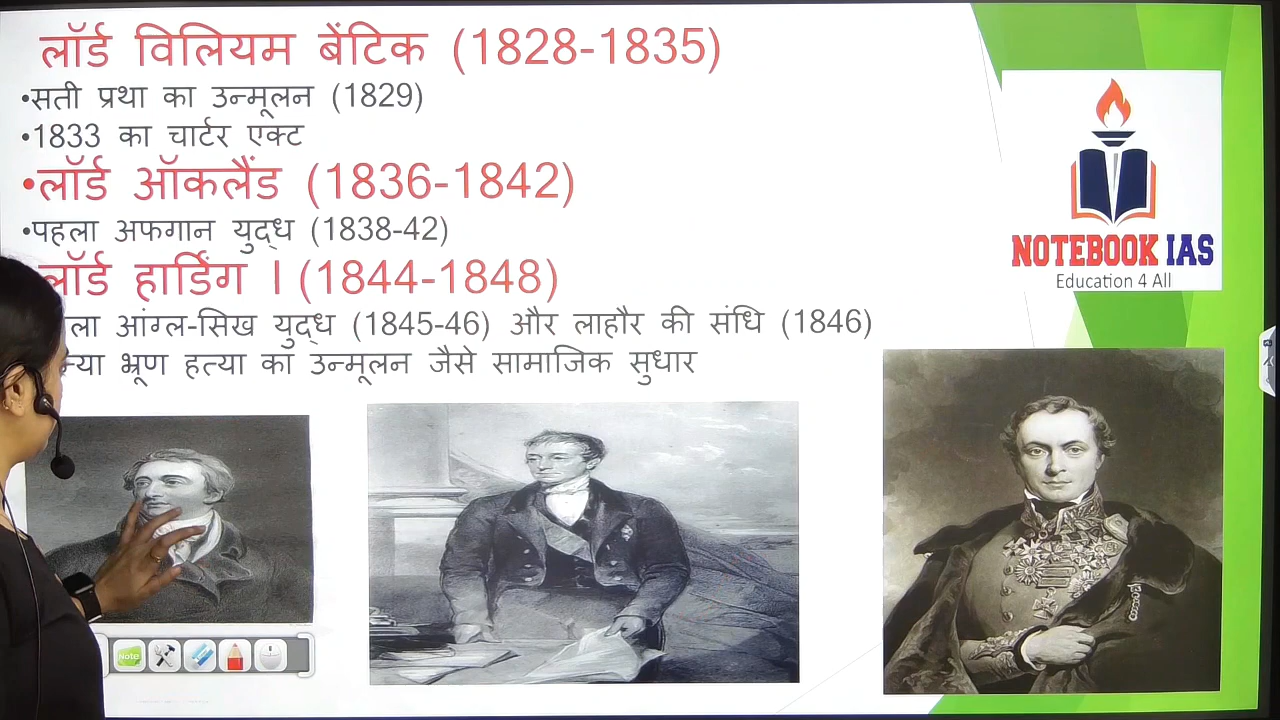 लॉर्ड विलियम बेंटिक (1828-1835)
•सती प्रथा का उन्मूलन (1829)
•1833 का चार्टर एक्ट
•लॉर्ड ऑकलैंड (1836-1842)
•पहला अफगान युद्ध (1838-42)
लॉर्ड हार्डिंग I (1844-1848)
आंग्ल-सिख युद्ध (1845-46) और लाहौर की संधि (1846)
भ्रूण हत्या का उन्मूलन जैसे सामाजिक सुधार
NOTEBOOK IAS
Education 4 All
Note